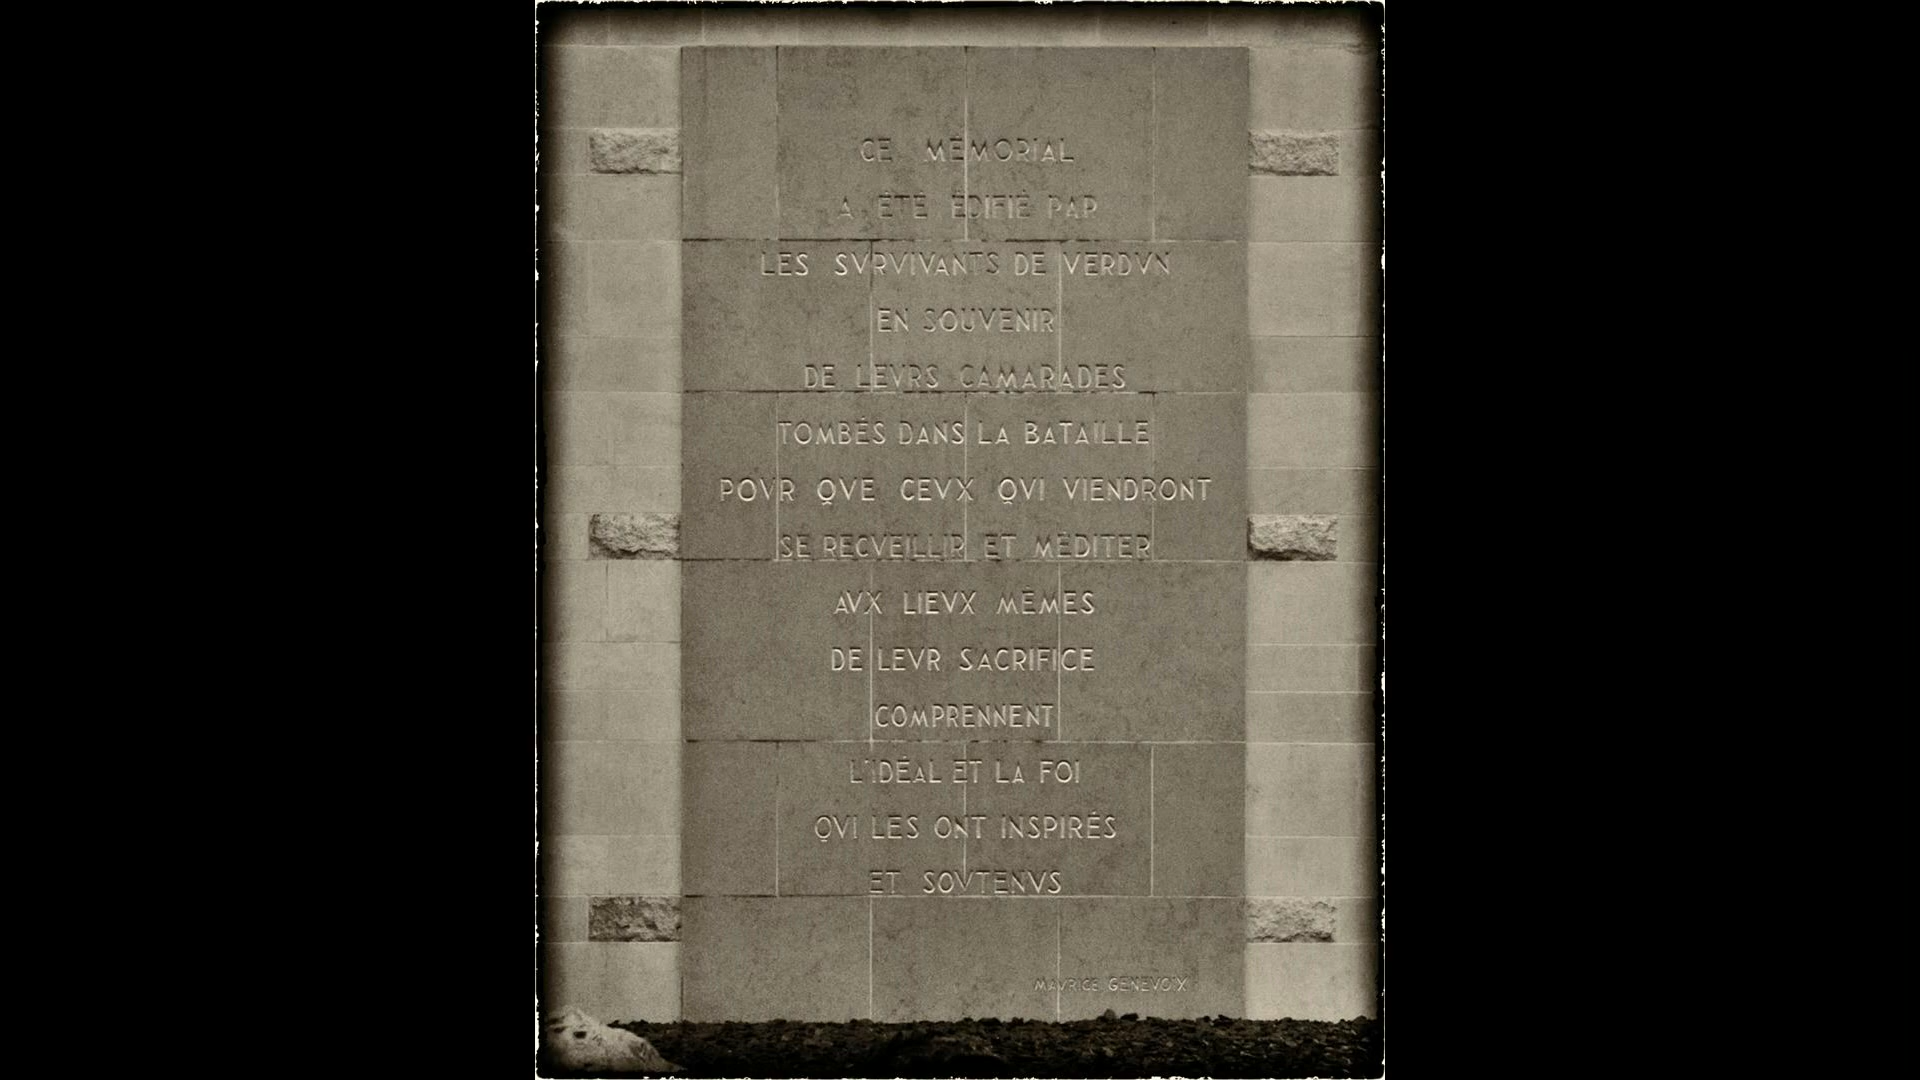 CE MÉMORIAL
A ÉTÉ ÉDIFIÉ PAR
LES SVRVIVANTS DE VERDVN
EN SOUVENIR
DE LEVRS CAMARADES
TOMBÉS DANS LA BATAILLE
POVR QVE CEVX QVI VIENDRONT
SE RECVEILLIR ET MÉDITER
AVX LIEVX MÊMES
DE LEVR SACRIFICE
COMPRENNENT
L'IDÉAL ET LA FOI
QVI LES ONT INSPIRÉS
ET SOVTENVS
MAVRICE GENEVOIX